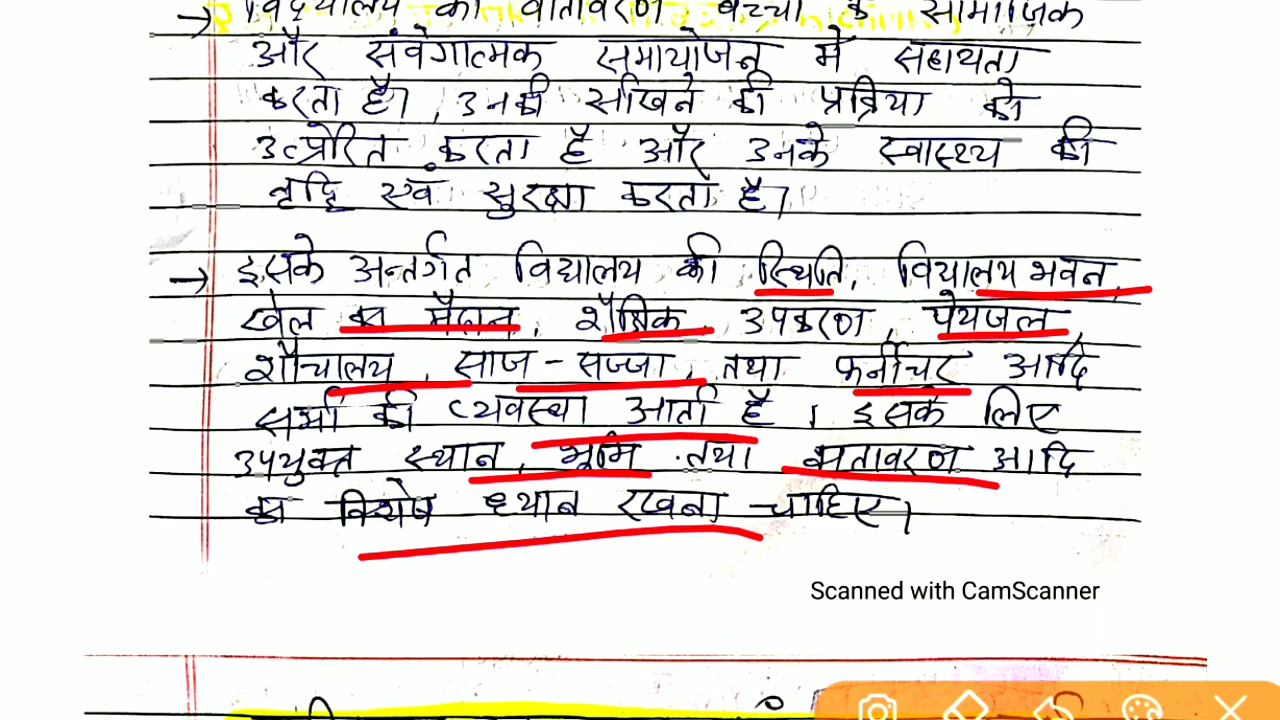 → विद्यालय का वातावरण बच्चो के सामाजिक
और संवेगात्मक समायोजन में सहायता
करता है। , उनकी सीखने की प्रक्रिया को
उत्प्रेरित करता है और उनके स्वास्थ्य की
वृद्धि एवं सुरक्षा करता है।
→ इसके अन्तर्गत विद्यालय की स्थिति, विद्यालय भवन,
खेल का मैदान, शैक्षिक उपकरण, पेयजल,
शौचालय, साज-सज्जा, तथा फर्नीचर आदि
सभी की व्यवस्था आती है । इसके लिए
उपयुक्त स्थान, भूमि तथा वातावरण आदि
का विशेष ध्यान रखना चाहिए।
Scanned with CamScanner